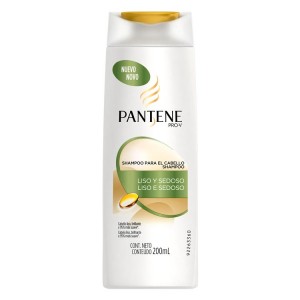 NUEVO
NOVO
PANTENE
PRO-V
SHAMPOO PARA EL CABELLO
SHAMPOO
LISO Y SEDOSO
LISO E SEDOSO
CONT. NETO
CONTEÚDO 200mL